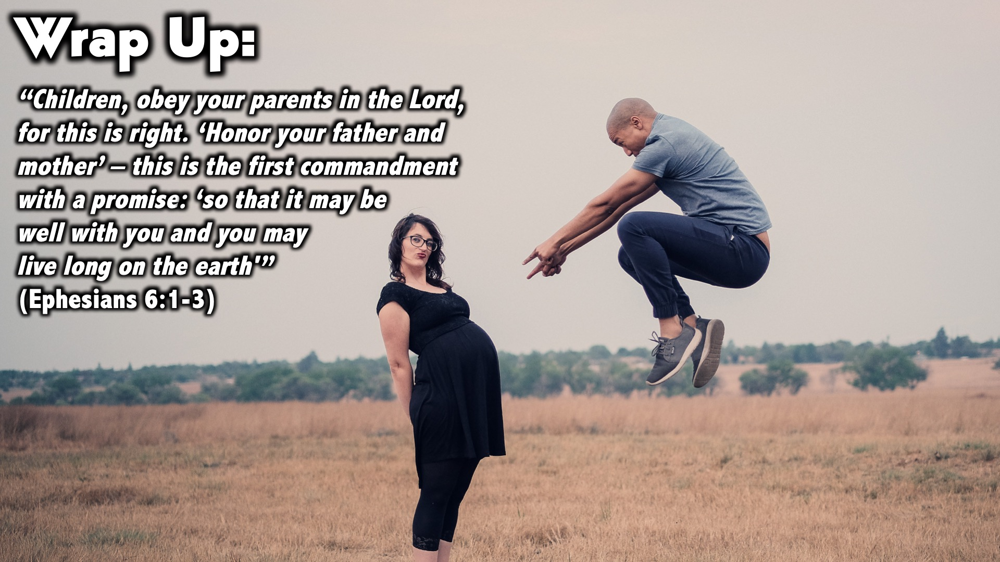 Wrap Up:
“Children, obey your parents in the Lord,
for this is right. ‘Honor your father and
mother’ – this is the first commandment
with a promise: ‘so that it may be
well with you and you may
live long on the earth'”
(Ephesians 6:1-3)